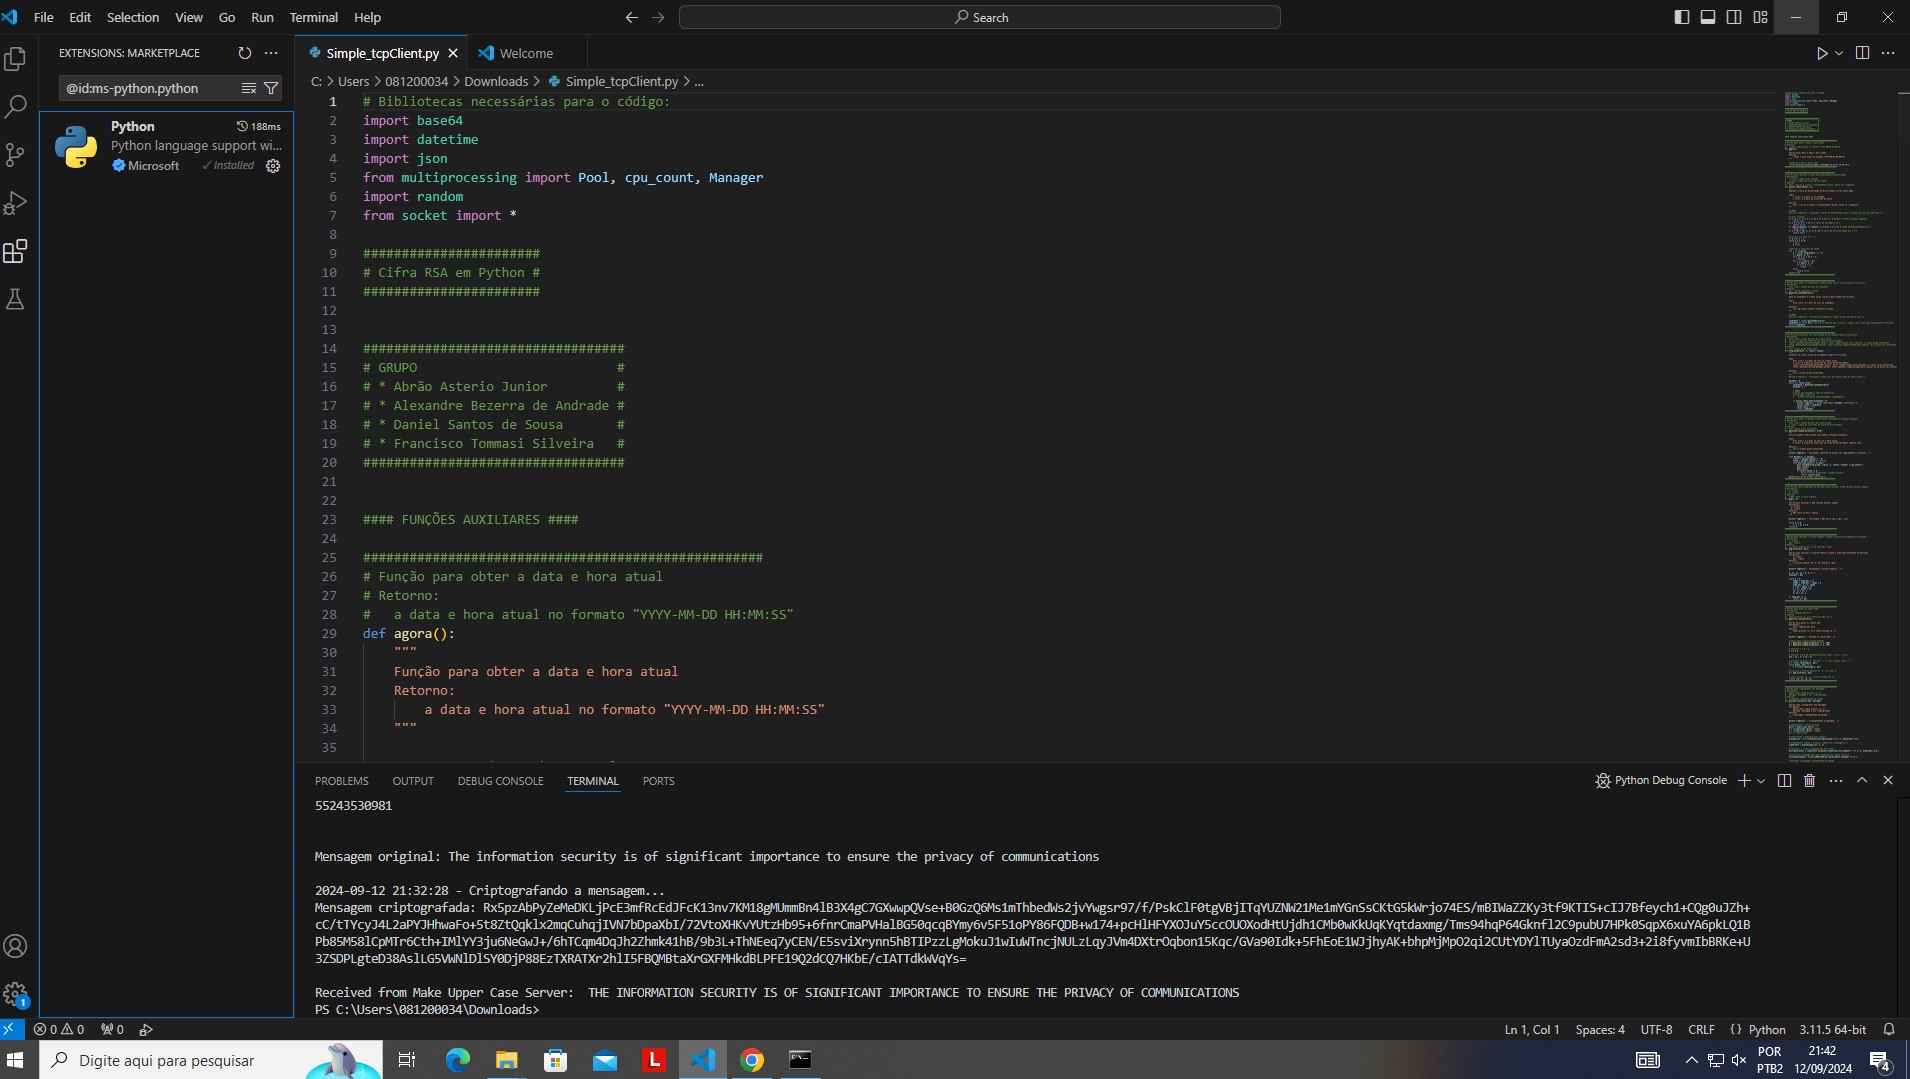 File Edit Selection View Go Run Terminal Help
Search
EXTENSIONS: MARKETPLACE
@id:ms-python.python
Python 188ms
Python language support wi...
Microsoft Installed
Simple_tcpClient.py Welcome
C: > Users > 081200034 > Downloads > Simple_tcpClient.py > ...
1 # Bibliotecas necessárias para o código:
2 import base64
3 import datetime
4 import json
5 from multiprocessing import Pool, cpu_count, Manager
6 import random
7 from socket import *
8
9 #######################
10 # Cifra RSA em Python #
11 #######################
12
13
14 ##################################
15 # GRUPO #
16 # * Abrão Asterio Junior #
17 # * Alexandre Bezerra de Andrade #
18 # * Daniel Santos de Sousa #
19 # * Francisco Tommasi Silveira #
20 ##################################
21
22
23 #### FUNÇÕES AUXILIARES ####
24
25 ####################################################
26 # Função para obter a data e hora atual
27 # Retorno:
28 # a data e hora atual no formato "YYYY-MM-DD HH:MM:SS"
29 def agora():
30 """
31 Função para obter a data e hora atual
32 Retorno:
33 a data e hora atual no formato "YYYY-MM-DD HH:MM:SS"
34 """
35
PROBLEMS OUTPUT DEBUG CONSOLE TERMINAL PORTS
Python Debug Console
55243530981
Mensagem original: The information security is of significant importance to ensure the privacy of communications
2024-09-12 21:32:28 - Criptografando a mensagem...
Mensagem criptografada: Rx5pzAbPyZeMeDKLjPcE3mfRcEdJFcK13nv7KM18gMUmmBn4lB3X4gC7GXwwpQVse+B0GzQ6Ms1mThbedWs2jvYwgsr97/f/PskClF0tgVBjITqYUZNW21Me1mYGnSsCKtG5kWrjo74ES/mBIWaZZKy3tf9KTIS+cIJ7Bfeych1+CQg0uJZh+
cC/tTYcyJ4L2aPYJHhwaFo+5t8ZtQqklx2mqCuhqjIVN7bDpaXbI/72VtoXHKvYUtzHb95+6fnrCmaPVHalBG50qcqBYmy6v5F51oPY86FQDB+w174+pcHlHFYXOJuY5ccOUOXodHtUjdh1CMb0wKkUqKYqtdaxmg/Tms94hqP64Gknfl2C9pubU7HPk0SqpX6xuYA6pkLQ1B
Pb85M58lCpMTr6Cth+IMlYY3ju6NeGwJ+/6hTCqm4DqJh2Zhmk41hB/9b3L+ThNEeq7yCEN/E5sviXrynn5hBTIPzzLgMokuJ1wIuWTncjNULzLqyJVm4DXtrOqbon15Kqc/GVa90Idk+5FhEoE1WJjhyAK+bhpMjMpO2qi2CUtYDYlTUyaOzdFmA2sd3+2i8fyvmIbBRKe+U
3ZSDPLgteD38AslLG5VWNlDlSY0DjP88EzTXRATXr2hlI5FBQMBtaXrGXFMHkdBLPFE19Q2dCQ7HKbE/cIATTdkWVqYs=
Received from Make Upper Case Server: THE INFORMATION SECURITY IS OF SIGNIFICANT IMPORTANCE TO ENSURE THE PRIVACY OF COMMUNICATIONS
PS C:\Users\081200034\Downloads>
0 0 0 Ln 1, Col 1 Spaces: 4 UTF-8 CRLF {} Python 3.11.5 64-bit
1
Digite aqui para pesquisar
L
POR
PTB2
21:42
12/09/2024
4